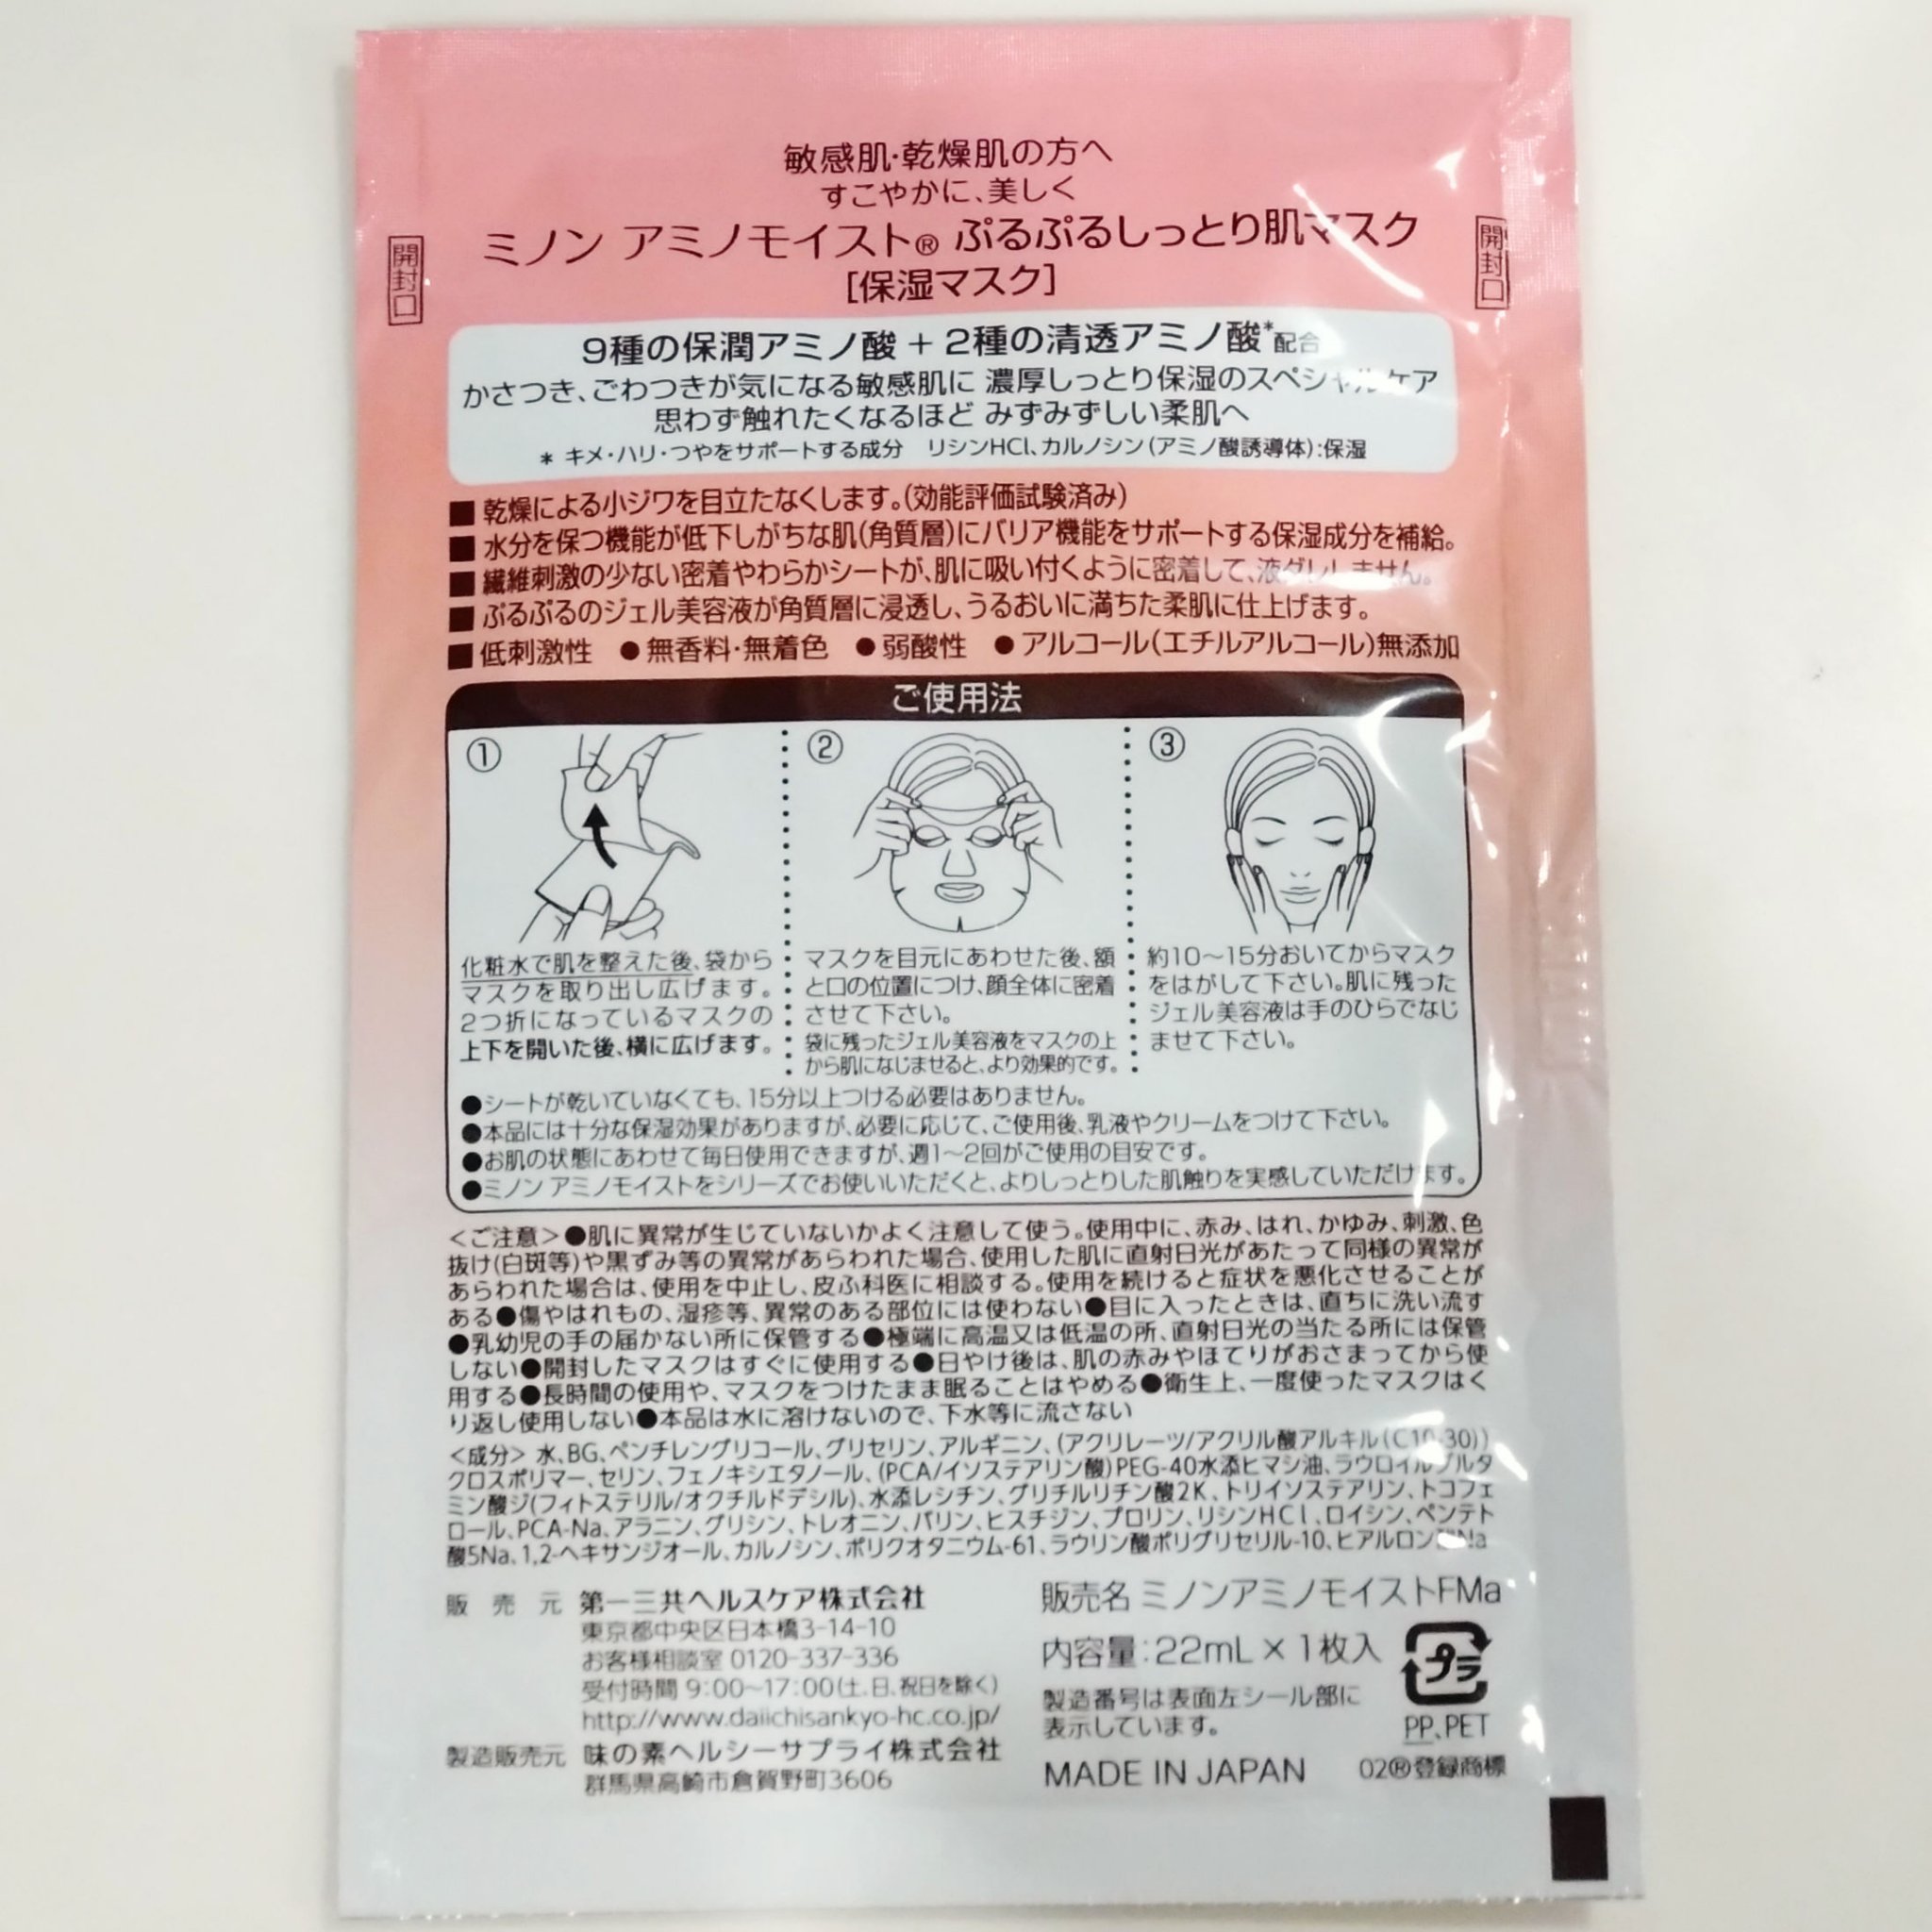 敏感肌・乾燥肌の方へ
すこやかに、美しく
ミノン アミノモイスト® ぷるぷるしっとり肌マスク
[保湿マスク]
開封口
開封口
9種の保潤アミノ酸 + 2種の清透アミノ酸*配合
かさつき、ごわつきが気になる敏感肌に 濃厚しっとり保湿のスペシャルケア
思わず触れたくなるほど みずみずしい柔肌へ
* キメ・ハリ・つやをサポートする成分 リシンHCl、カルノシン(アミノ酸誘導体):保湿
■ 乾燥による小ジワを目立たなくします。(効能評価試験済み)
■ 水分を保つ機能が低下しがちな肌(角質層)にバリア機能をサポートする保湿成分を補給。
■ 繊維刺激の少ない密着やわらかシートが、肌に吸い付くように密着して、液ダレしません。
■ ぷるぷるのジェル美容液が角質層に浸透し、うるおいに満ちた柔肌に仕上げます。
■ 低刺激性 ●無香料・無着色 ●弱酸性 ●アルコール(エチルアルコール)無添加
ご使用法
①
化粧水で肌を整えた後、袋から
マスクを取り出し広げます。
2つ折になっているマスクの
上下を開いた後、横に広げます。
②
マスクを目元にあわせた後、額
と口の位置につけ、顔全体に密着
させて下さい。
袋に残ったジェル美容液をマスクの上
から肌になじませると、より効果的です。
③
約10～15分おいてからマスク
をはがして下さい。肌に残った
ジェル美容液は手のひらでなじ
ませて下さい。
●シートが乾いていなくても、15分以上つける必要はありません。
●本品には十分な保湿効果がありますが、必要に応じて、ご使用後、乳液やクリームをつけて下さい。
●お肌の状態にあわせて毎日使用できますが、週1～2回がご使用の目安です。
●ミノン アミノモイストをシリーズでお使いいただくと、よりしっとりした肌触りを実感していただけます。
<ご注意>●肌に異常が生じていないかよく注意して使う。使用中に、赤み、はれ、かゆみ、刺激、色
抜け(白斑等)や黒ずみ等の異常があらわれた場合、使用した肌に直射日光があたって同様の異常が
あらわれた場合は、使用を中止し、皮ふ科医に相談する。使用を続けると症状を悪化させることが
ある●傷やはれもの、湿疹等、異常のある部位には使わない●目に入ったときは、直ちに洗い流す
●乳幼児の手の届かない所に保管する●極端に高温又は低温の所、直射日光の当たる所には保管
しない●開封したマスクはすぐに使用する●日やけ後は、肌の赤みやほてりがおさまってから使
用する●長時間の使用や、マスクをつけたまま眠ることはやめる●衛生上、一度使ったマスクはく
り返し使用しない●本品は水に溶けないので、下水等に流さない
<成分> 水、BG、ペンチレングリコール、グリセリン、アルギニン、(アクリレーツ/アクリル酸アルキル(C10-30))
クロスポリマー、セリン、フェノキシエタノール、(PCA/イソステアリン酸)PEG-40水添ヒマシ油、ラウロイルグルタ
ミン酸ジ(フィトステリル/オクチルドデシル)、水添レシチン、グリチルリチン酸2K、トリイソステアリン、トコフェ
ロール、PCA-Na、アラニン、グリシン、トレオニン、バリン、ヒスチジン、プロリン、リシンHCl、ロイシン、ペンテト
酸5Na、1,2-ヘキサンジオール、カルノシン、ポリクオタニウム-61、ラウリン酸ポリグリセリル-10、ヒアルロン酸Na
販売元 第一三共ヘルスケア株式会社
東京都中央区日本橋3-14-10
お客様相談室 0120-337-336
受付時間 9:00～17:00(土、日、祝日を除く)
http://www.daiichisankyo-hc.co.jp/
製造販売元 味の素ヘルシーサプライ株式会社
群馬県高崎市倉賀野町3606
販売名 ミノンアミノモイストFMa
内容量:22mL×1枚入
製造番号は表面左シール部に
表示しています。
MADE IN JAPAN
プラ
PP、PET
02®登録商標